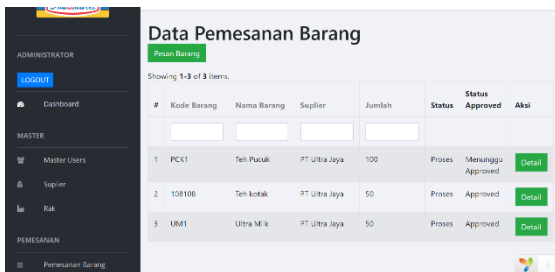 ADMINISTRATOR
LOGOUT
Dashboard
MASTER
Master Users
Suplier
Rak
PEMESANAN
Pemesanan Barang
Data Pemesanan Barang
Pesan Barang
Showing 1-3 of 3 items.
# Kode Barang Nama Barang Suplier Jumlah Status Status Approved Aksi
1 PCK1 Teh Pucuk PT Ultra Jaya 100 Proses Menunggu Approved Detail
2 108108 Teh kotak PT Ultra Jaya 50 Proses Approved Detail
3 UM1 Ultra Milk PT Ultra Jaya 50 Proses Approved Detail